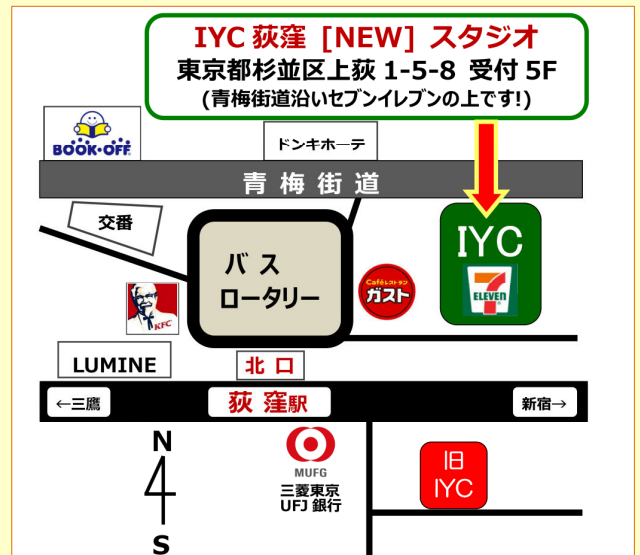 IYC 荻窪 [NEW] スタジオ
東京都杉並区上荻 1-5-8 受付 5F
(青梅街道沿いセブンイレブンの上です!)
BOOK・OFF
ドンキホーテ
青梅街道
交番
バス
ロータリー
Café レストラン
ガスト
IYC
7
ELEVEN
KFC
LUMINE
北口
←三鷹
荻窪駅
新宿→
N
S
MUFG
三菱東京
UFJ 銀行
旧
IYC